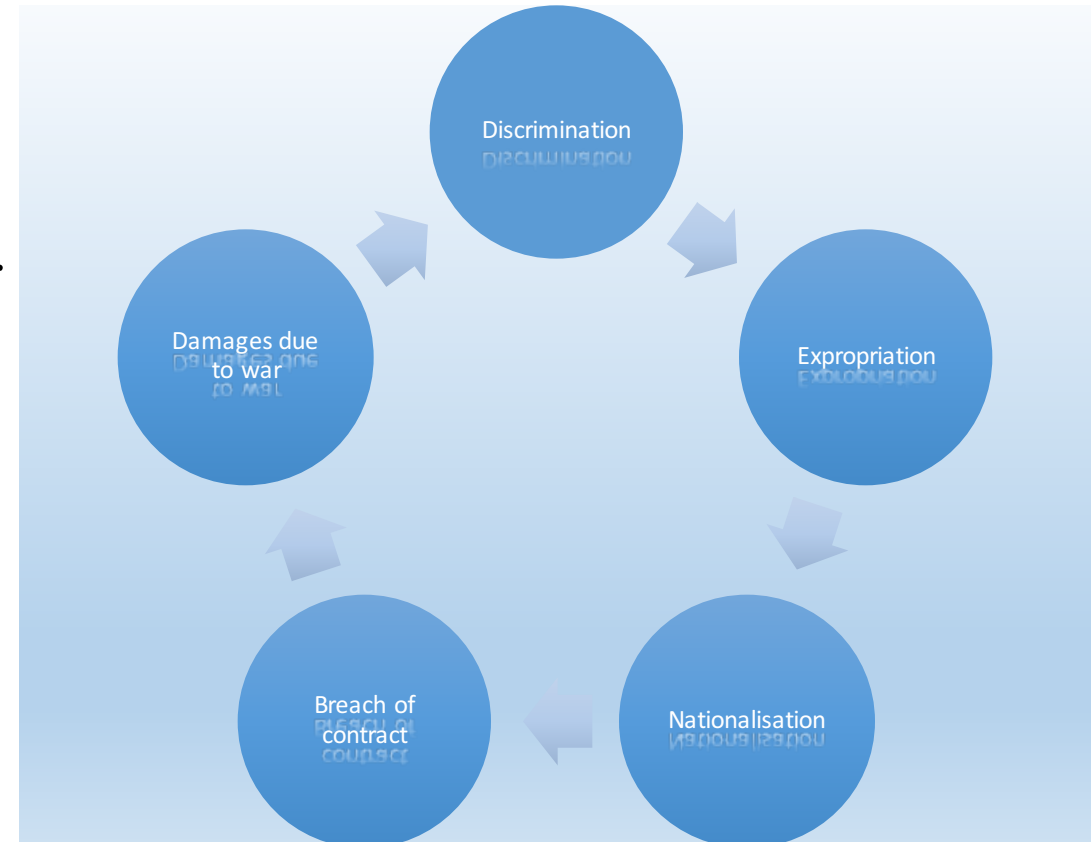 Discrimination
Expropriation
Nationalisation
Breach of
contract
Damages due
to war